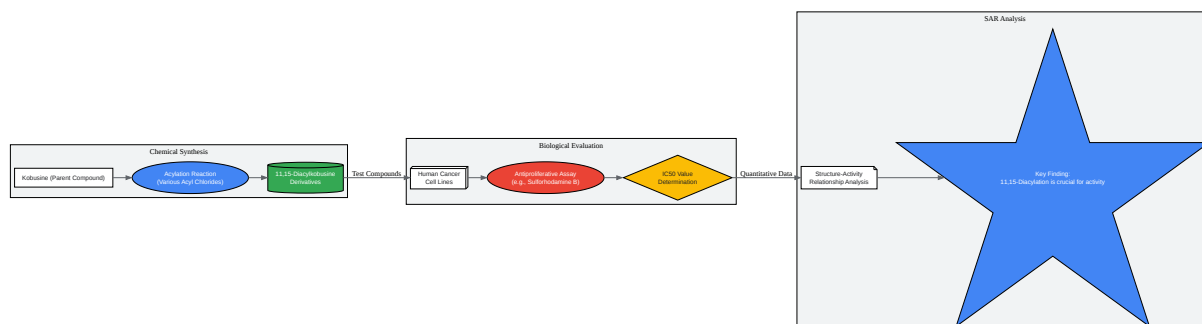 Chemical Synthesis
Kobusine (Parent Compound)
Acylation Reaction
(Various Acyl Chlorides)
11,15-Diacylkobusine
Derivatives
Test Compounds
Biological Evaluation
Human Cancer
Cell Lines
Antiproliferative Assay
(e.g., Sulforhodamine B)
IC50 Value
Determination
Quantitative Data
SAR Analysis
Structure-Activity
Relationship Analysis
Key Finding:
11,15-Diacylation is crucial for activity